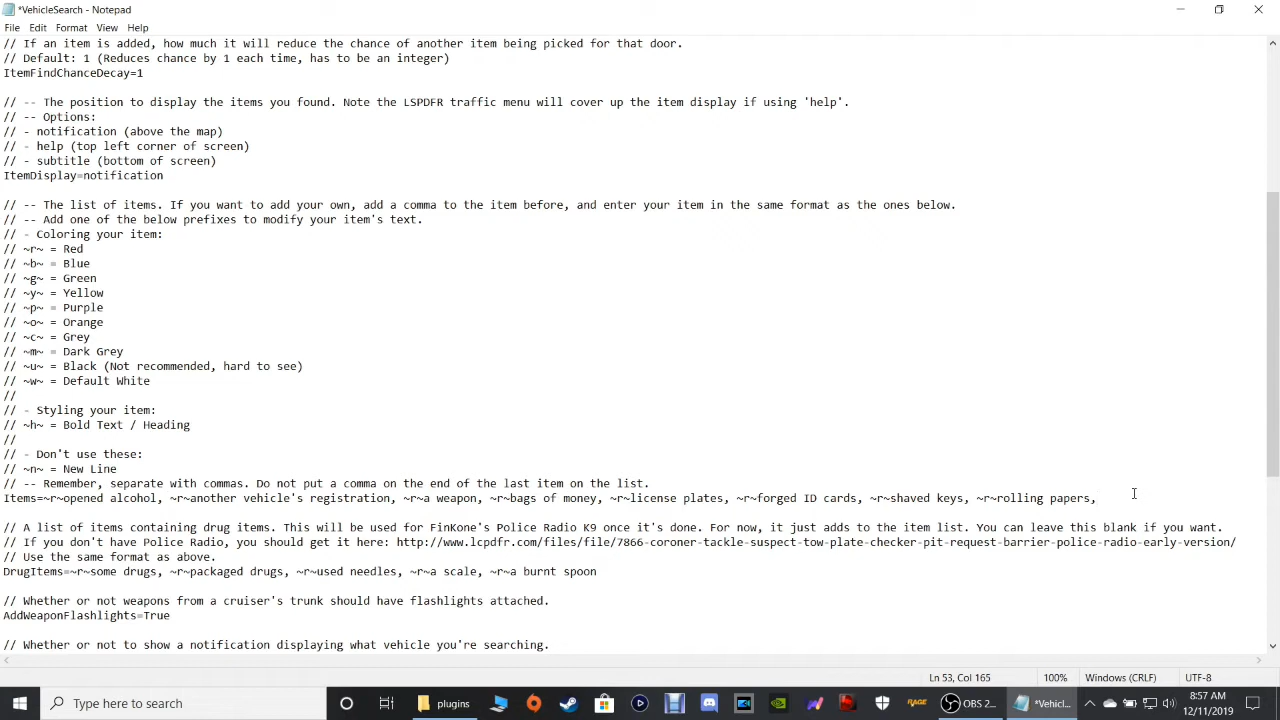 *VehicleSearch - Notepad
File Edit Format View Help
// If an item is added, how much it will reduce the chance of another item being picked for that door.
// Default: 1 (Reduces chance by 1 each time, has to be an integer)
ItemFindChanceDecay=1
// -- The position to display the items you found. Note the LSPDFR traffic menu will cover up the item display if using 'help'.
// -- Options:
// - notification (above the map)
// - help (top left corner of screen)
// - subtitle (bottom of screen)
ItemDisplay=notification
// -- The list of items. If you want to add your own, add a comma to the item before, and enter your item in the same format as the ones below.
// -- Add one of the below prefixes to modify your item's text.
// - Coloring your item:
// ~r~ = Red
// ~b~ = Blue
// ~g~ = Green
// ~y~ = Yellow
// ~p~ = Purple
// ~o~ = Orange
// ~c~ = Grey
// ~m~ = Dark Grey
// ~u~ = Black (Not recommended, hard to see)
// ~w~ = Default White
//
// - Styling your item:
// ~h~ = Bold Text / Heading
//
// - Don't use these:
// ~n~ = New Line
// -- Remember, separate with commas. Do not put a comma on the end of the last item on the list.
Items=~r~opened alcohol, ~r~another vehicle's registration, ~r~a weapon, ~r~bags of money, ~r~license plates, ~r~forged ID cards, ~r~shaved keys, ~r~rolling papers,
// A list of items containing drug items. This will be used for FinKone's Police Radio K9 once it's done. For now, it just adds to the item list. You can leave this blank if you want.
// If you don't have Police Radio, you should get it here: http://www.lcpdfr.com/files/file/7866-coroner-tackle-suspect-tow-plate-checker-pit-request-barrier-police-radio-early-version/
// Use the same format as above.
DrugItems=~r~some drugs, ~r~packaged drugs, ~r~used needles, ~r~a scale, ~r~a burnt spoon
// Whether or not weapons from a cruiser's trunk should have flashlights attached.
AddWeaponFlashlights=True
// Whether or not to show a notification displaying what vehicle you're searching.
Ln 53, Col 165 100% Windows (CRLF) UTF-8
Type here to search plugins RAGE OBS 2... *Vehicl... 8:57 AM
12/11/2019